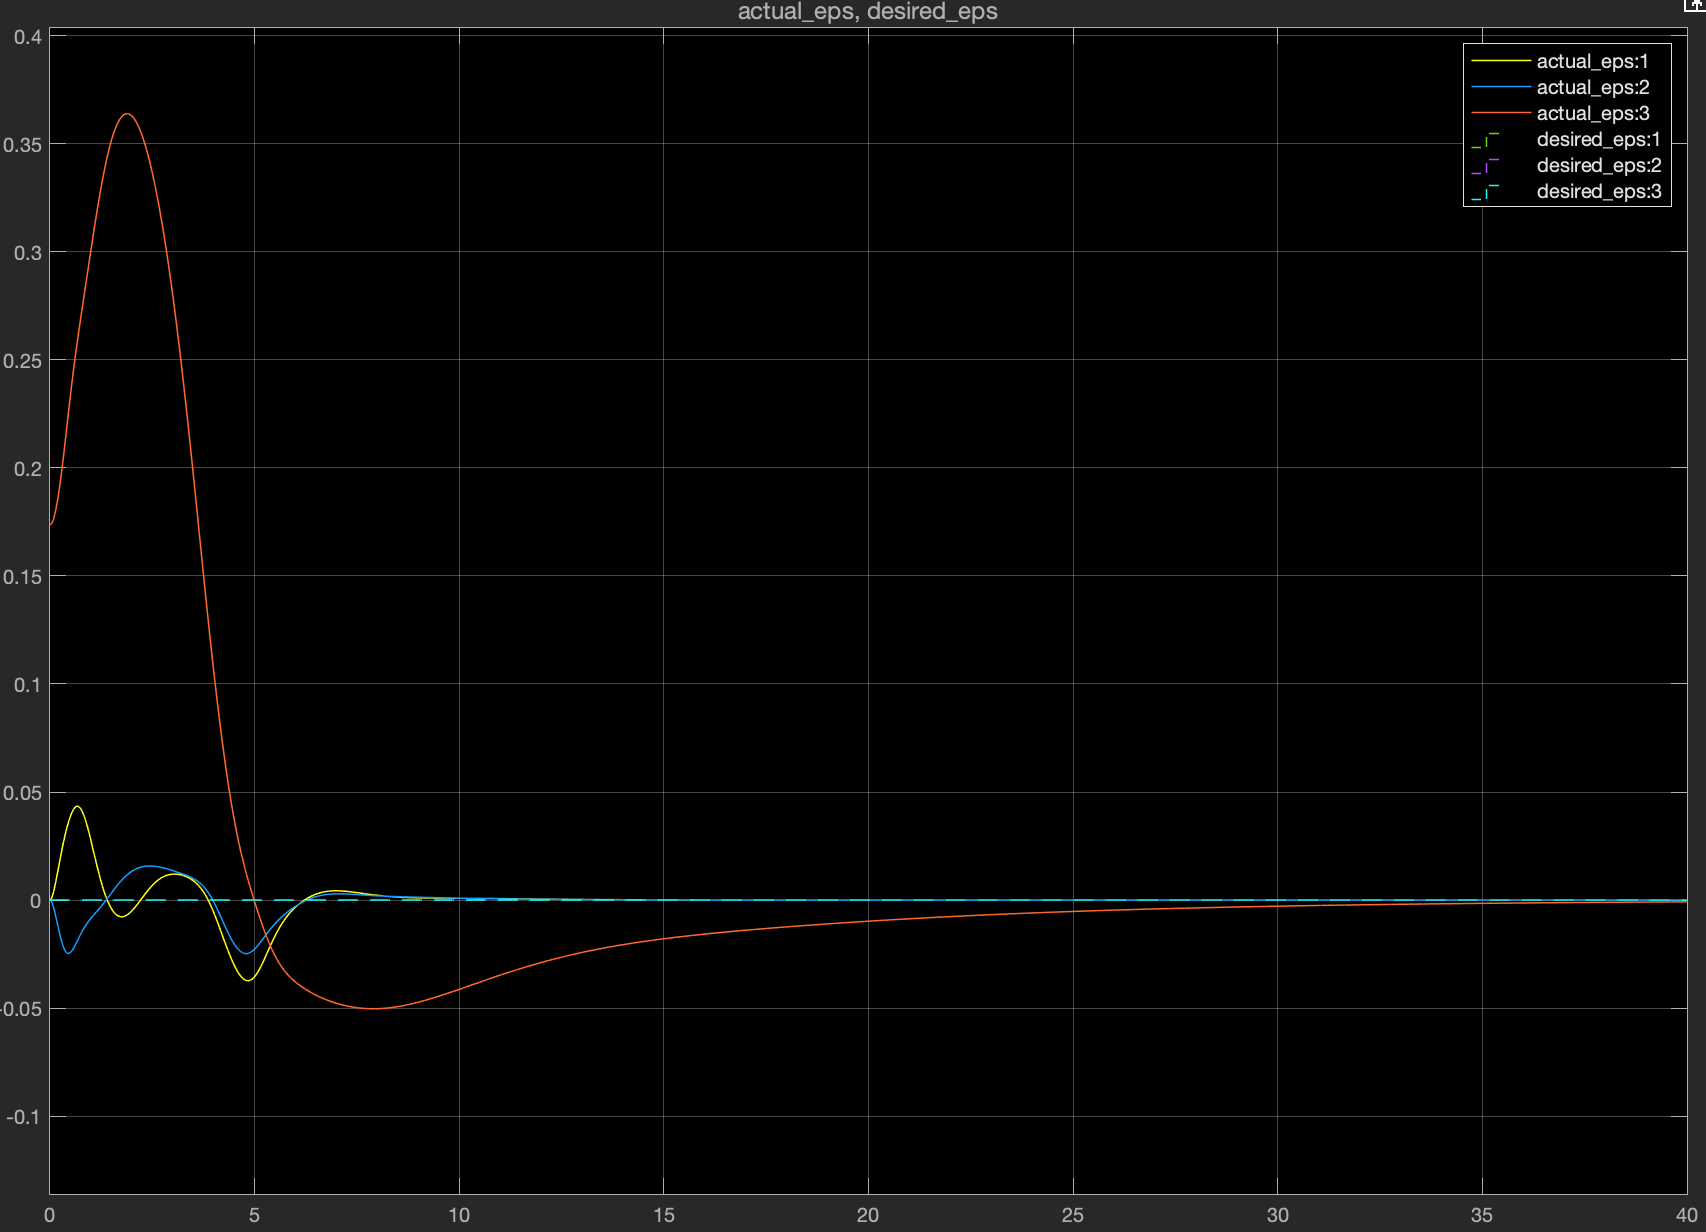 actual_eps, desired_eps
actual_eps:1
actual_eps:2
actual_eps:3
desired_eps:1
desired_eps:2
desired_eps:3
0.4
0.35
0.3
0.25
0.2
0.15
0.1
0.05
0
-0.05
-0.1
0 5 10 15 20 25 30 35 40